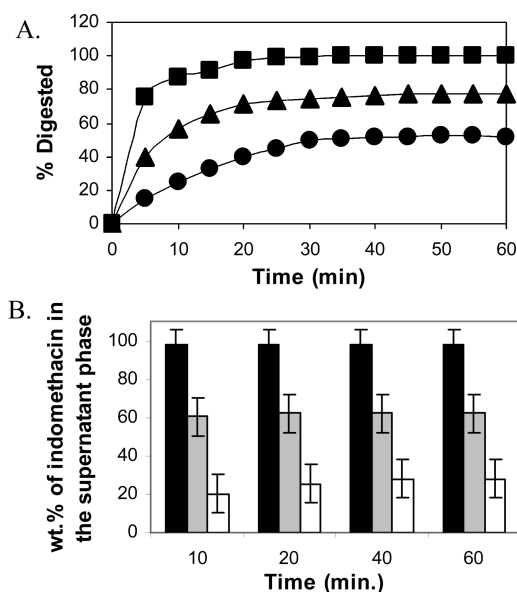 A.
120
100
80
60
40
20
0
% Digested
0 10 20 30 40 50 60
Time (min)
B.
100
80
60
40
20
0
wt.% of indomethacin in
the supernatant phase
10 20 40 60
Time (min.)